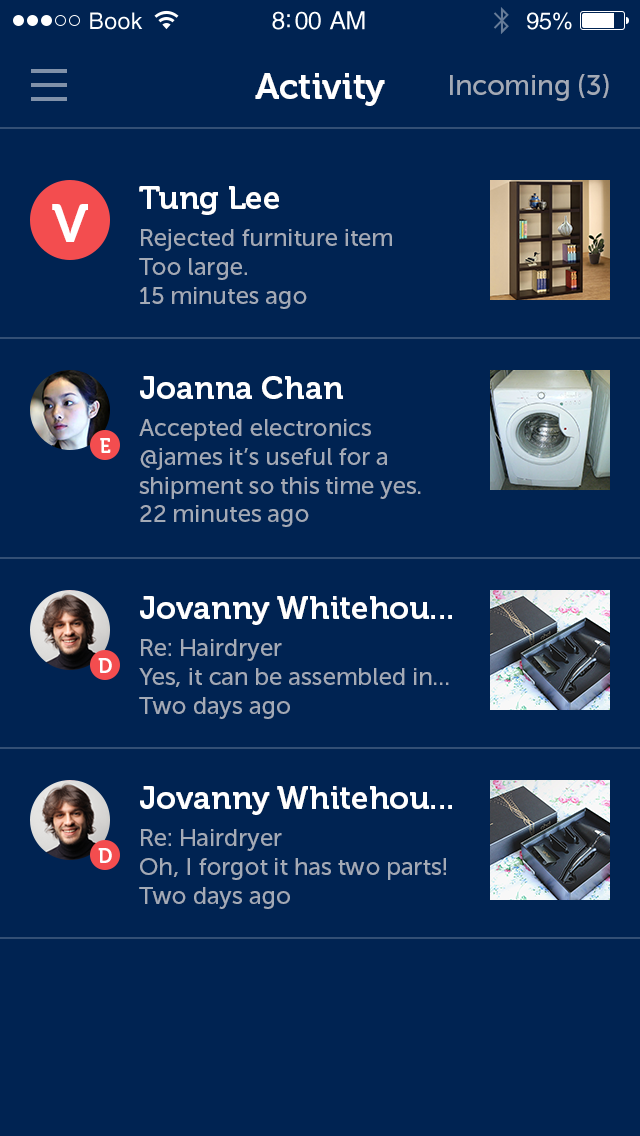 Book 8:00 AM 95%
Activity Incoming (3)
V
Tung Lee
Rejected furniture item
Too large.
15 minutes ago
Joanna Chan
E
Accepted electronics
@james it’s useful for a
shipment so this time yes.
22 minutes ago
Jovanny Whitehou...
D
Re: Hairdryer
Yes, it can be assembled in...
Two days ago
Jovanny Whitehou...
D
Re: Hairdryer
Oh, I forgot it has two parts!
Two days ago